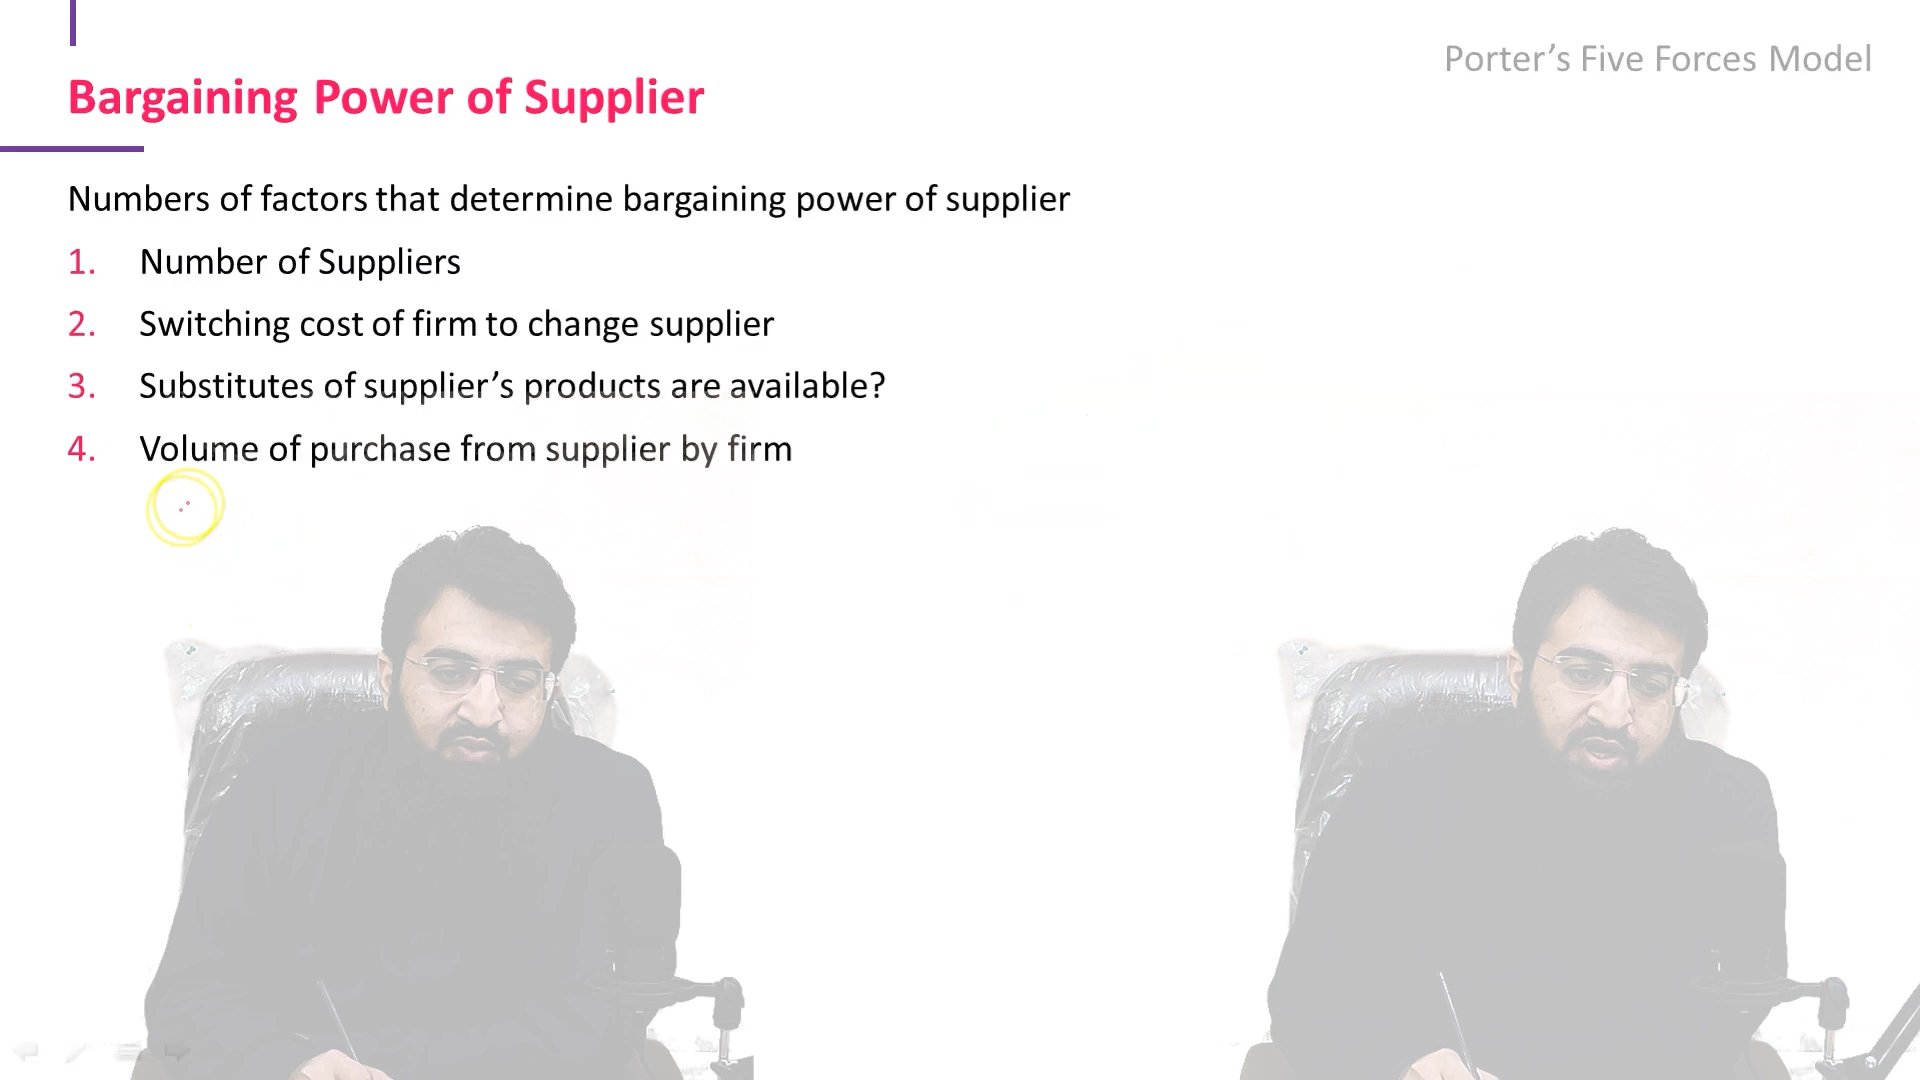 Porter’s Five Forces Model
Bargaining Power of Supplier
Numbers of factors that determine bargaining power of supplier
1. Number of Suppliers
2. Switching cost of firm to change supplier
3. Substitutes of supplier’s products are available?
4. Volume of purchase from supplier by firm